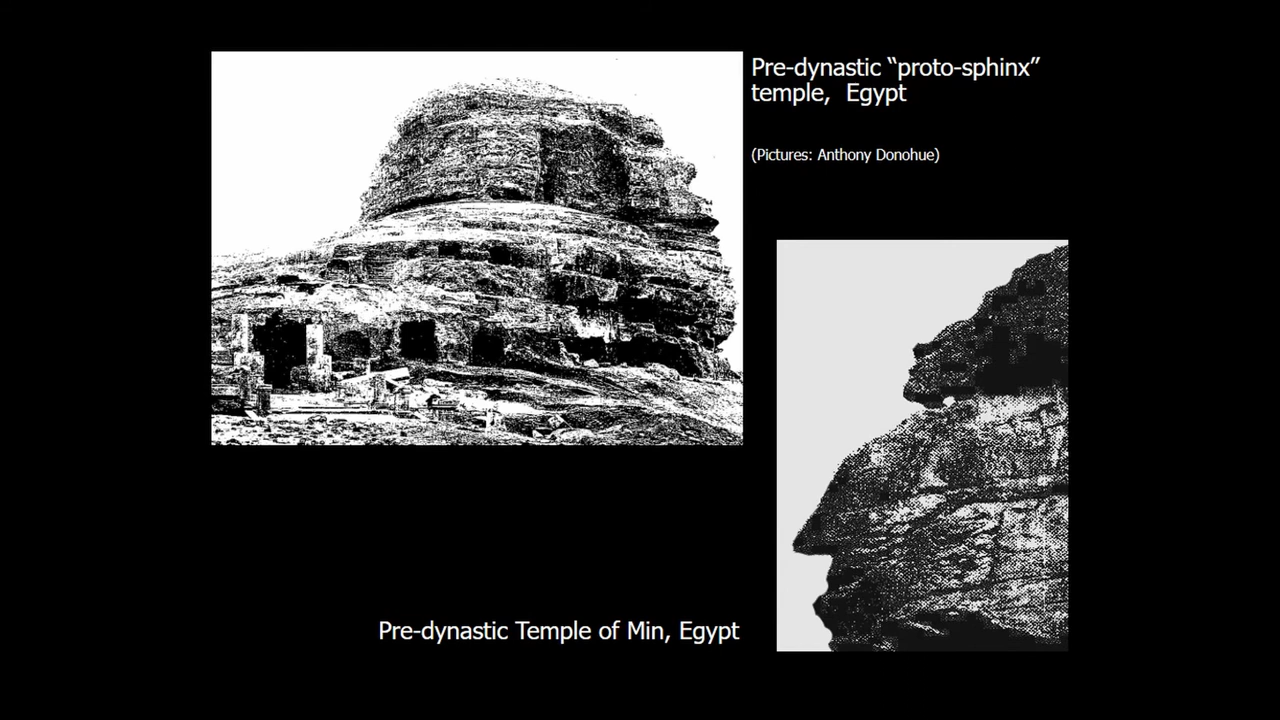 Pre-dynastic “proto-sphinx”
temple,  Egypt
(Pictures: Anthony Donohue)
Pre-dynastic Temple of Min, Egypt